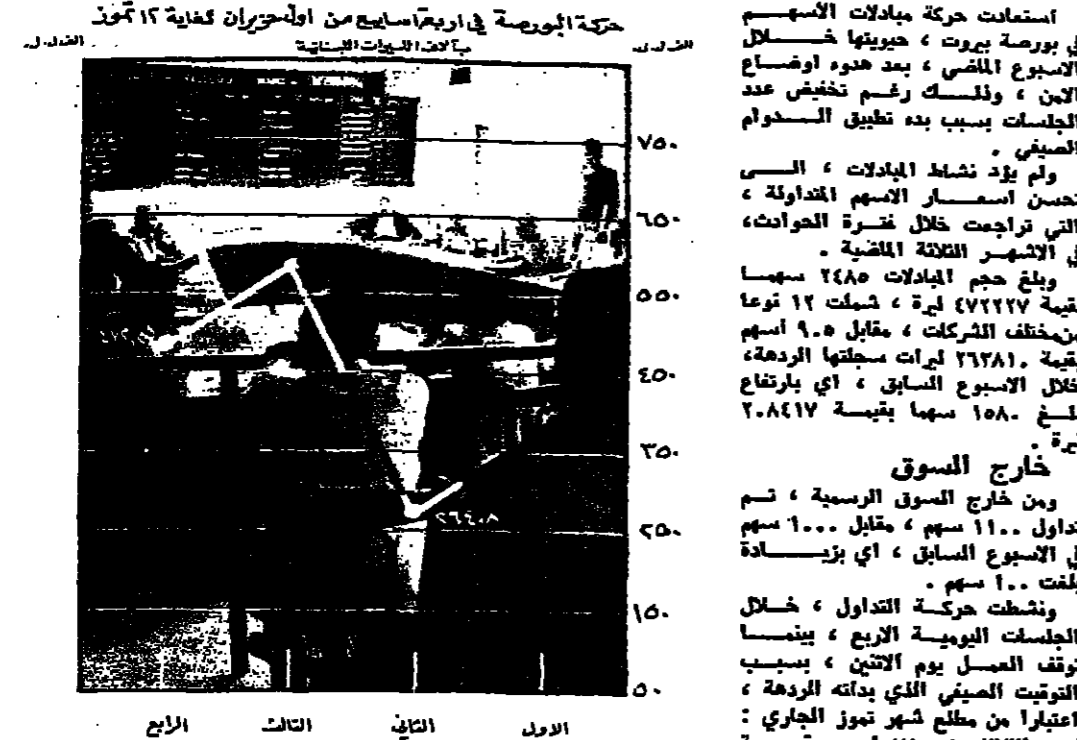 حركة البورصة في اربعة اسابيع من اول حزيران لغاية ١٢ تموز
بآلاف الليرات اللبنانية
الف ل.ل.
الف ل.ل.
٧٥٠
٦٥٠
٥٥٠
٤٥٠
٣٥٠
٢٥٠
١٥٠
٥٠
٢٦٤٠٨
الاول
الثاني
الثالث
الرابع
استعادت حركة مبادلات الاسهم
في بورصة بيروت ، حيويتها خلال
الاسبوع الماضي ، بعد هدوء اوضاع
الامن ، وذلك رغم تخفيض عدد
الجلسات بسبب بدء تطبيق الدوام
الصيفي .
ولم يؤد نشاط المبادلات ، الى
تحسن اسعار الاسهم المتداولة ،
التي تراجعت خلال فترة الحوادث،
في الاشهر الثلاثة الماضية .
وبلغ حجم المبادلات ٢٤٨٥ سهما
بقيمة ٤٧٢٢٢٧ ليرة ، شملت ١٢ نوعا
من مختلف الشركات ، مقابل ٩٠٥ اسهم
بقيمة ٢٦٣٨١٠ ليرات سجلتها الردهة،
خلال الاسبوع السابق ، اي بارتفاع
بلغ ١٥٨٠ سهما بقيمة ٢٠٨٤١٧
ليرة .
خارج السوق
ومن خارج السوق الرسمية ، تم
تداول ١١٠٠ سهم ، مقابل ١٠٠٠ سهم
في الاسبوع السابق ، اي بزيادة
بلغت ١٠٠ سهم .
ونشطت حركة التداول ، خلال
الجلسات اليومية الاربع ، بينما
توقف العمل يوم الاثنين ، بسبب
التوقيت الصيفي الذي بدأته الردهة ،
اعتبارا من مطلع شهر تموز الجاري :